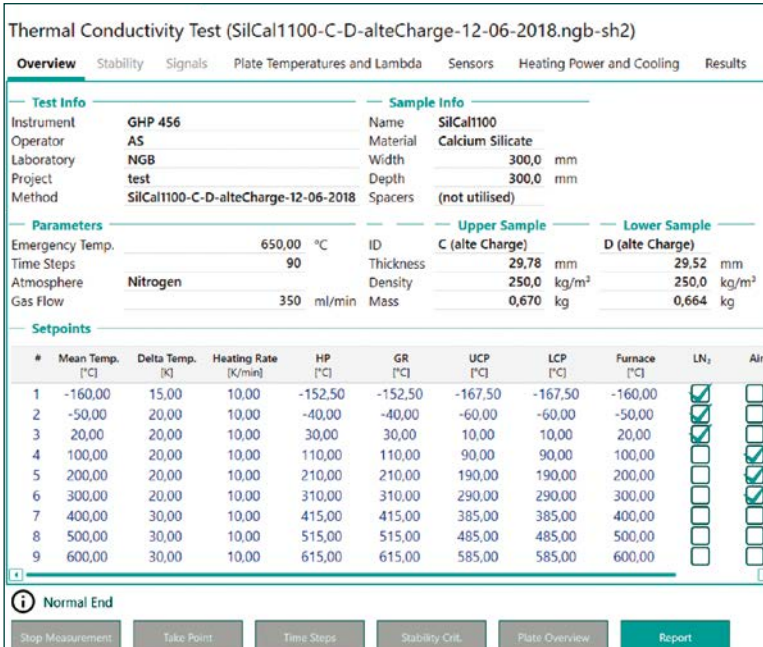 Thermal Conductivity Test (SilCal1100-C-D-alteCharge-12-06-2018.ngb-sh2)
Overview Stability Signals Plate Temperatures and Lambda Sensors Heating Power and Cooling Results
Test Info Sample Info
Instrument GHP 456 Name SilCal1100
Operator AS Material Calcium Silicate
Laboratory NGB Width 300,0 mm
Project test Depth 300,0 mm
Method SilCal1100-C-D-alteCharge-12-06-2018 Spacers (not utilised)
Parameters Upper Sample Lower Sample
Emergency Temp. 650,00 °C ID C (alte Charge) D (alte Charge)
Time Steps 90 Thickness 29,78 mm 29,52 mm
Atmosphere Nitrogen Density 250,0 kg/m³ 250,0 kg/m³
Gas Flow 350 ml/min Mass 0,670 kg 0,664 kg
Setpoints
# Mean Temp. Delta Temp. Heating Rate HP GR UCP LCP Furnace LN₂ Air
[°C] [K] [K/min] [°C] [°C] [°C] [°C] [°C]
1 -160,00 15,00 10,00 -152,50 -152,50 -167,50 -167,50 -160,00
2 -50,00 20,00 10,00 -40,00 -40,00 -60,00 -60,00 -50,00
3 20,00 20,00 10,00 30,00 30,00 10,00 10,00 20,00
4 100,00 20,00 10,00 110,00 110,00 90,00 90,00 100,00
5 200,00 20,00 10,00 210,00 210,00 190,00 190,00 200,00
6 300,00 20,00 10,00 310,00 310,00 290,00 290,00 300,00
7 400,00 30,00 10,00 415,00 415,00 385,00 385,00 400,00
8 500,00 30,00 10,00 515,00 515,00 485,00 485,00 500,00
9 600,00 30,00 10,00 615,00 615,00 585,00 585,00 600,00
Normal End
Stop Measurement Take Point Time Steps Stability Crit. Plate Overview Report